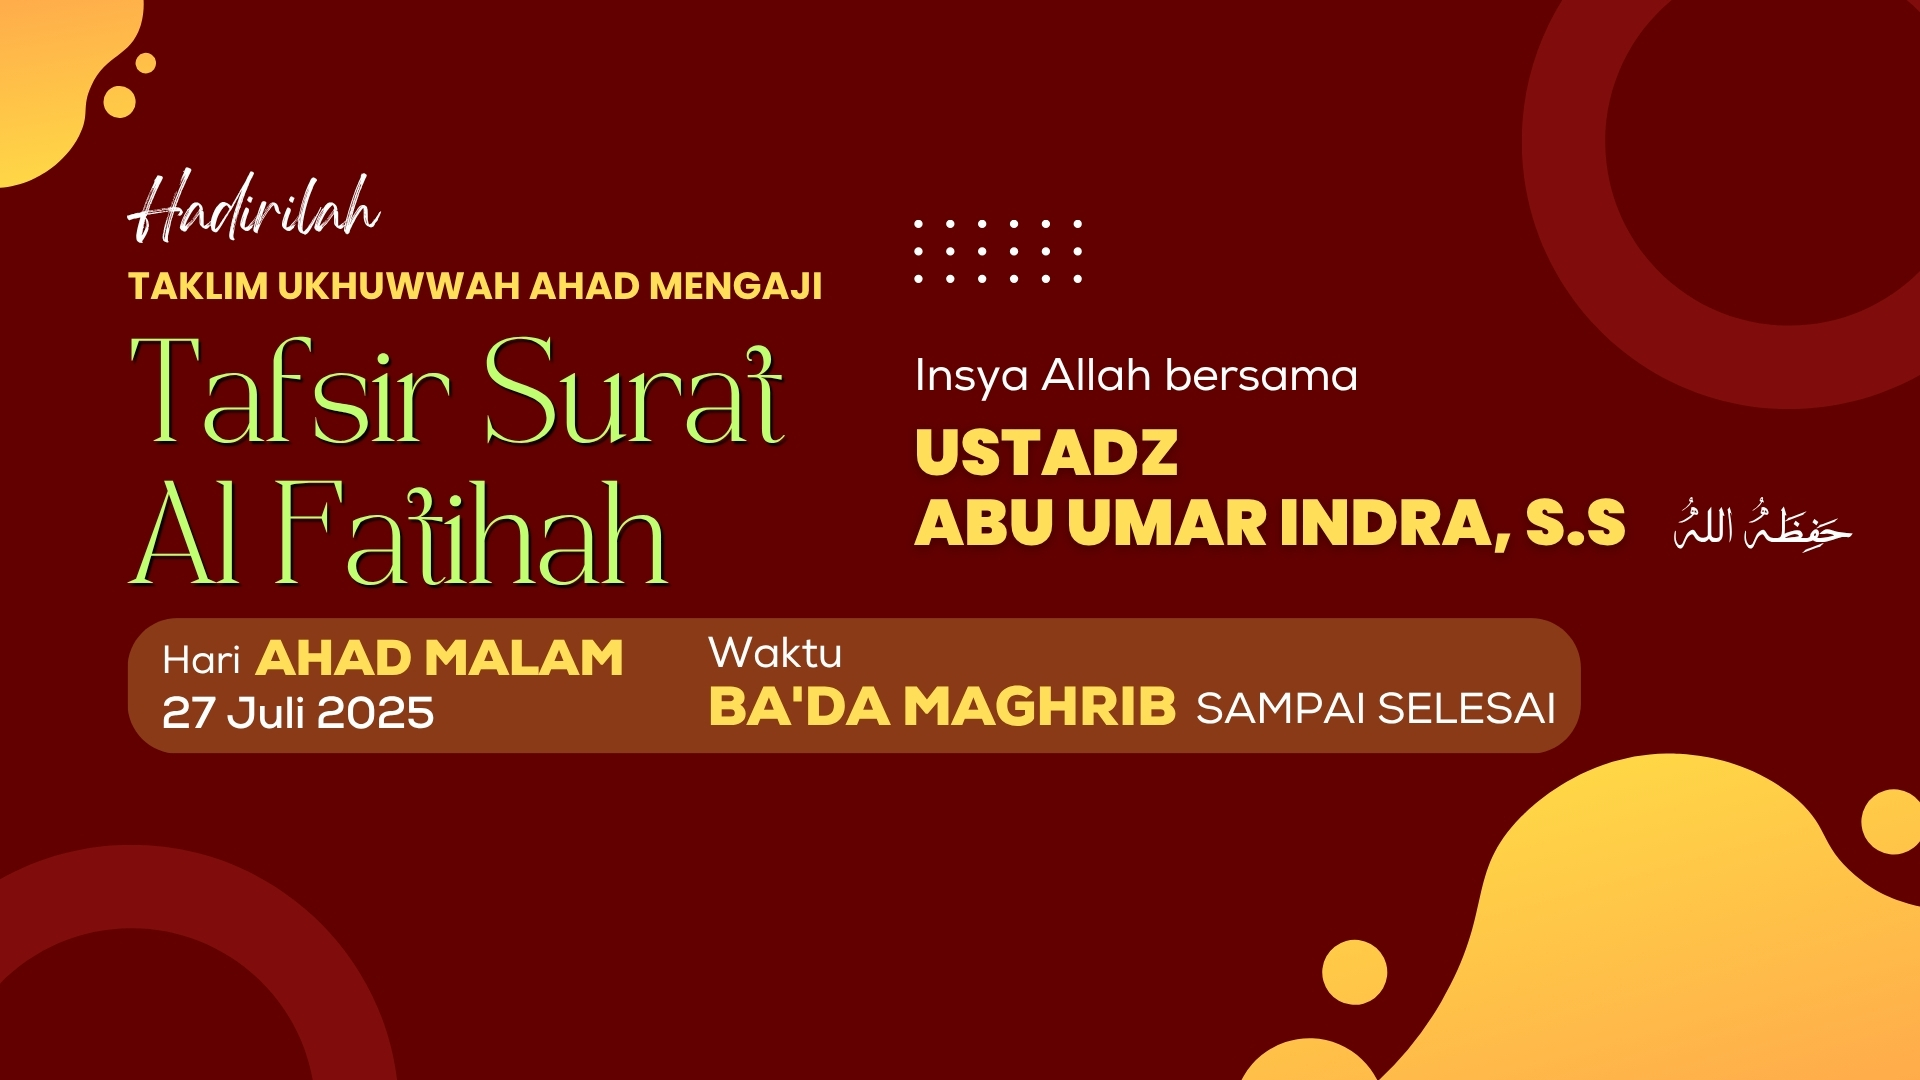 Hadirilah
TAKLIM UKHUWWAH AHAD MENGAJI
Tafsir Surat
Al Fatihah
Insya Allah bersama
USTADZ
ABU UMAR INDRA, S.S حَفِظَهُ اللهُ
Hari AHAD MALAM
27 Juli 2025
Waktu
BA'DA MAGHRIB SAMPAI SELESAI